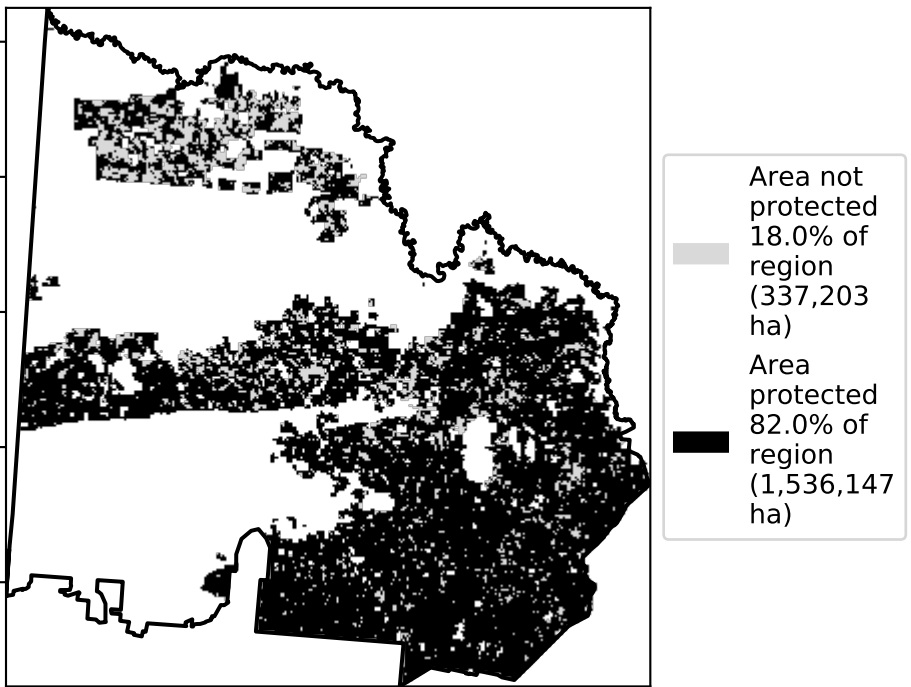 Area not
protected
18.0% of
region
(337,203
ha)
Area
protected
82.0% of
region
(1,536,147
ha)